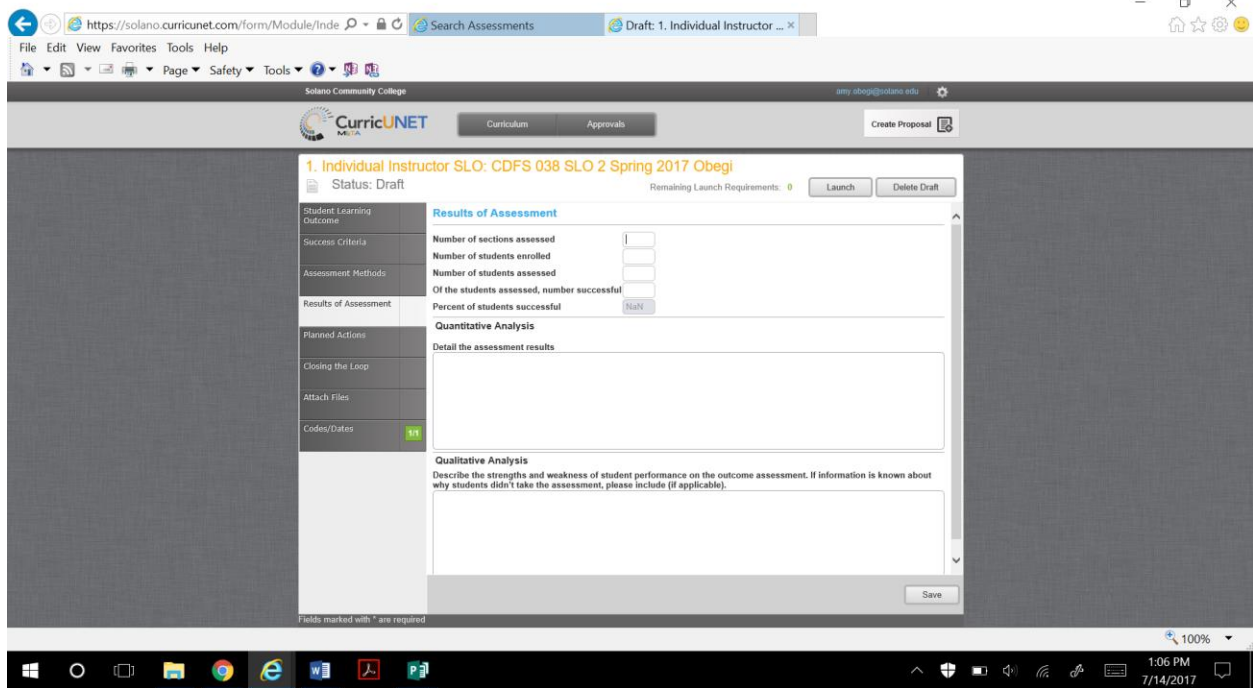 https://solano.curricunet.com/form/Module/Inde
Search Assessments
Draft: 1. Individual Instructor ...
File Edit View Favorites Tools Help
Page Safety Tools
Solano Community College
amy.obegi@solano.edu
CurricUNET
META
Curriculum
Approvals
Create Proposal
1. Individual Instructor SLO: CDFS 038 SLO 2 Spring 2017 Obegi
Status: Draft
Remaining Launch Requirements: 0
Launch
Delete Draft
Student Learning
Outcome
Success Criteria
Assessment Methods
Results of Assessment
Planned Actions
Closing the Loop
Attach Files
Codes/Dates
1/1
Results of Assessment
Number of sections assessed
Number of students enrolled
Number of students assessed
Of the students assessed, number successful
Percent of students successful
NaN
Quantitative Analysis
Detail the assessment results
Qualitative Analysis
Describe the strengths and weakness of student performance on the outcome assessment. If information is known about
why students didn't take the assessment, please include (if applicable).
Save
Fields marked with * are required
100%
1:06 PM
7/14/2017